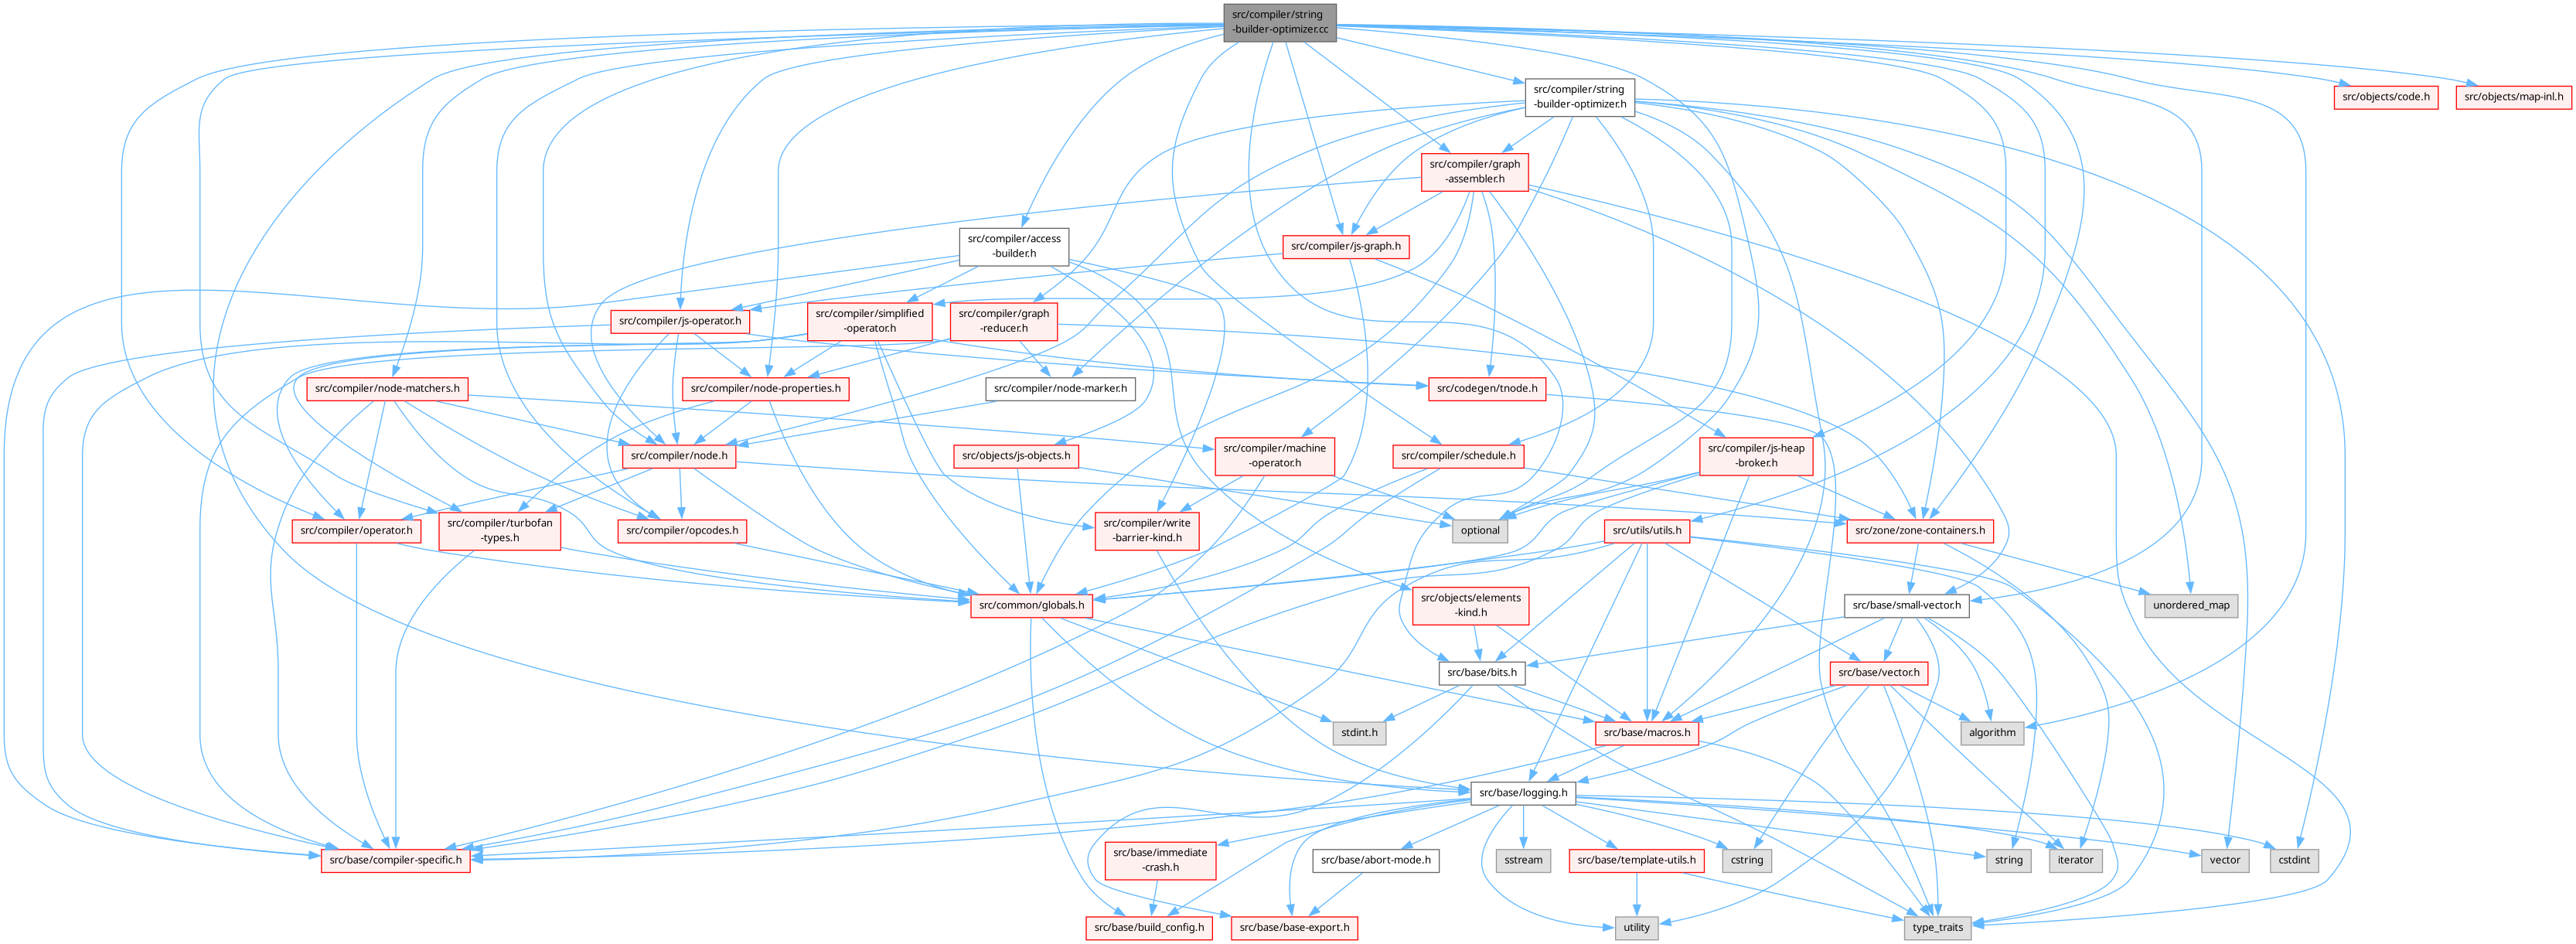 src/compiler/string
-builder-optimizer.cc
src/compiler/string
-builder-optimizer.h
src/objects/code.h
src/objects/map-inl.h
src/compiler/graph
-assembler.h
src/compiler/access
-builder.h
src/compiler/js-graph.h
src/compiler/js-operator.h
src/compiler/simplified
-operator.h
src/compiler/graph
-reducer.h
src/compiler/node-matchers.h
src/compiler/node-properties.h
src/compiler/node-marker.h
src/codegen/tnode.h
src/compiler/node.h
src/objects/js-objects.h
src/compiler/machine
-operator.h
src/compiler/schedule.h
src/compiler/js-heap
-broker.h
src/compiler/operator.h
src/compiler/turbofan
-types.h
src/compiler/opcodes.h
src/compiler/write
-barrier-kind.h
optional
src/utils/utils.h
src/zone/zone-containers.h
src/common/globals.h
src/objects/elements
-kind.h
src/base/small-vector.h
unordered_map
src/base/bits.h
src/base/vector.h
stdint.h
src/base/macros.h
algorithm
src/base/logging.h
src/base/compiler-specific.h
src/base/immediate
-crash.h
sstream
src/base/abort-mode.h
src/base/template-utils.h
cstring
string
iterator
vector
cstdint
src/base/build_config.h
src/base/base-export.h
utility
type_traits